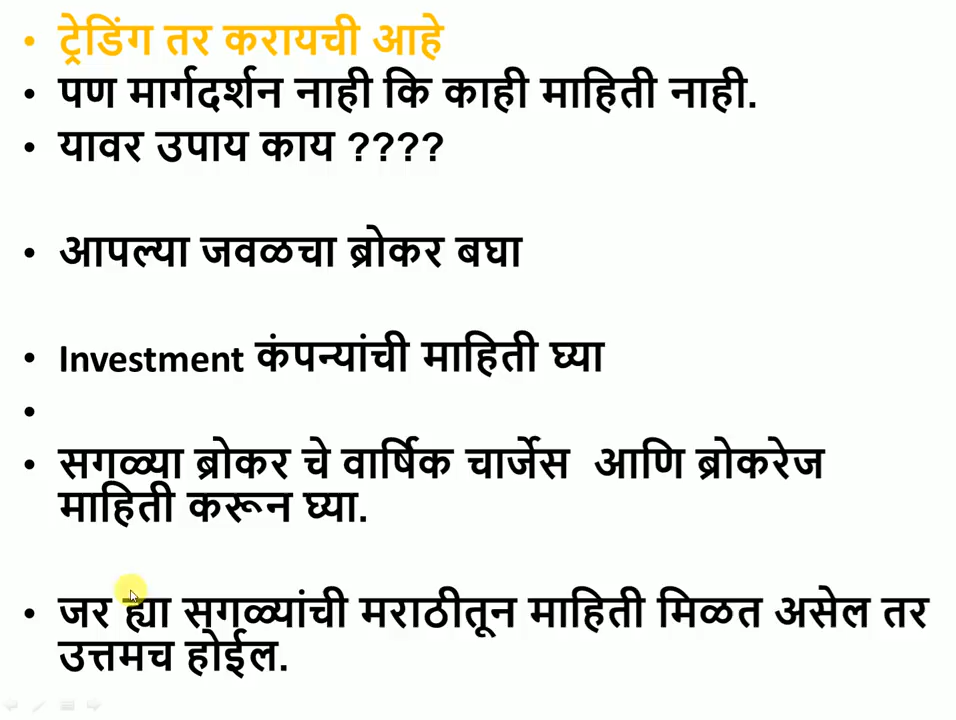 • ट्रेडिंग तर करायची आहे
• पण मार्गदर्शन नाही कि काही माहिती नाही.
• यावर उपाय काय ????
• आपल्या जवळचा ब्रोकर बघा
• Investment कंपन्यांची माहिती घ्या
•
• सगळ्या ब्रोकर चे वार्षिक चार्जेस आणि ब्रोकरेज
माहिती करून घ्या.
• जर ह्या सगळ्यांची मराठीतून माहिती मिळत असेल तर
उत्तमच होईल.